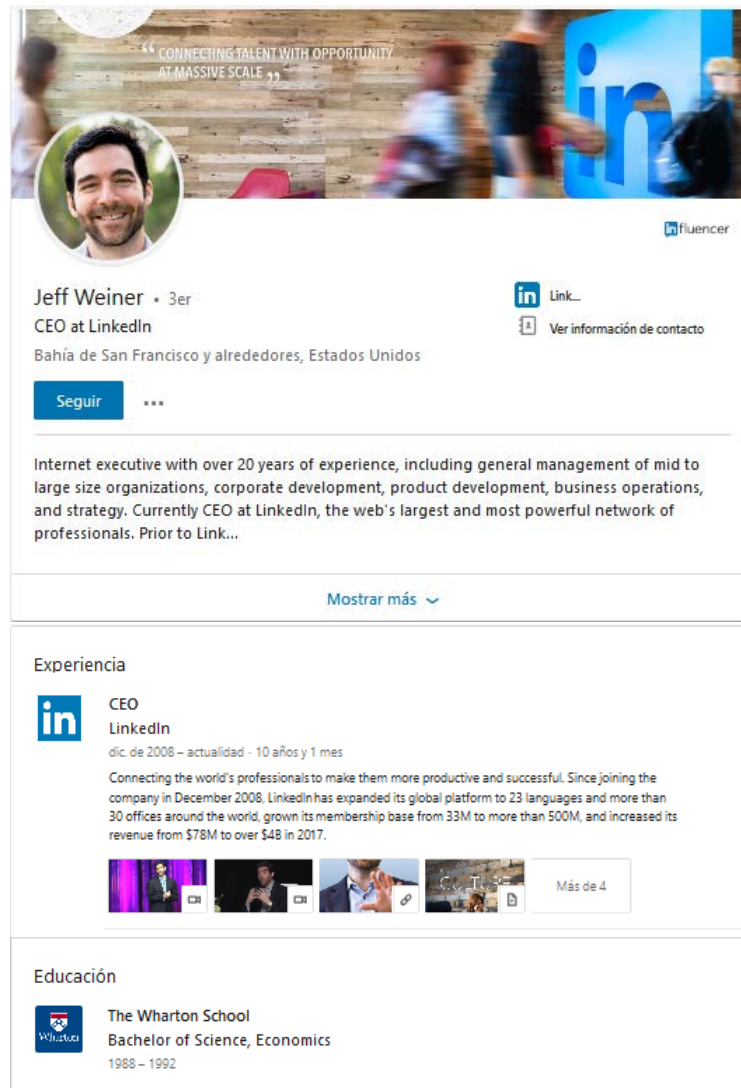 “ CONNECTING TALENT WITH OPPORTUNITY
AT MASSIVE SCALE ”
in
influencer
Jeff Weiner • 3er
in Link...
CEO at LinkedIn
Ver información de contacto
Bahía de San Francisco y alrededores, Estados Unidos
Seguir ...
Internet executive with over 20 years of experience, including general management of mid to
large size organizations, corporate development, product development, business operations,
and strategy. Currently CEO at LinkedIn, the web's largest and most powerful network of
professionals. Prior to Link...
Mostrar más
Experiencia
in
CEO
LinkedIn
dic. de 2008 – actualidad · 10 años y 1 mes
Connecting the world's professionals to make them more productive and successful. Since joining the
company in December 2008, LinkedIn has expanded its global platform to 23 languages and more than
30 offices around the world, grown its membership base from 33M to more than 500M, and increased its
revenue from $78M to over $4B in 2017.
CULTURE
Más de 4
Educación
Wharton
The Wharton School
Bachelor of Science, Economics
1988 – 1992